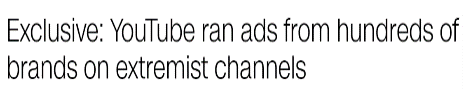 Exclusive: YouTube ran ads from hundreds of
brands on extremist channels